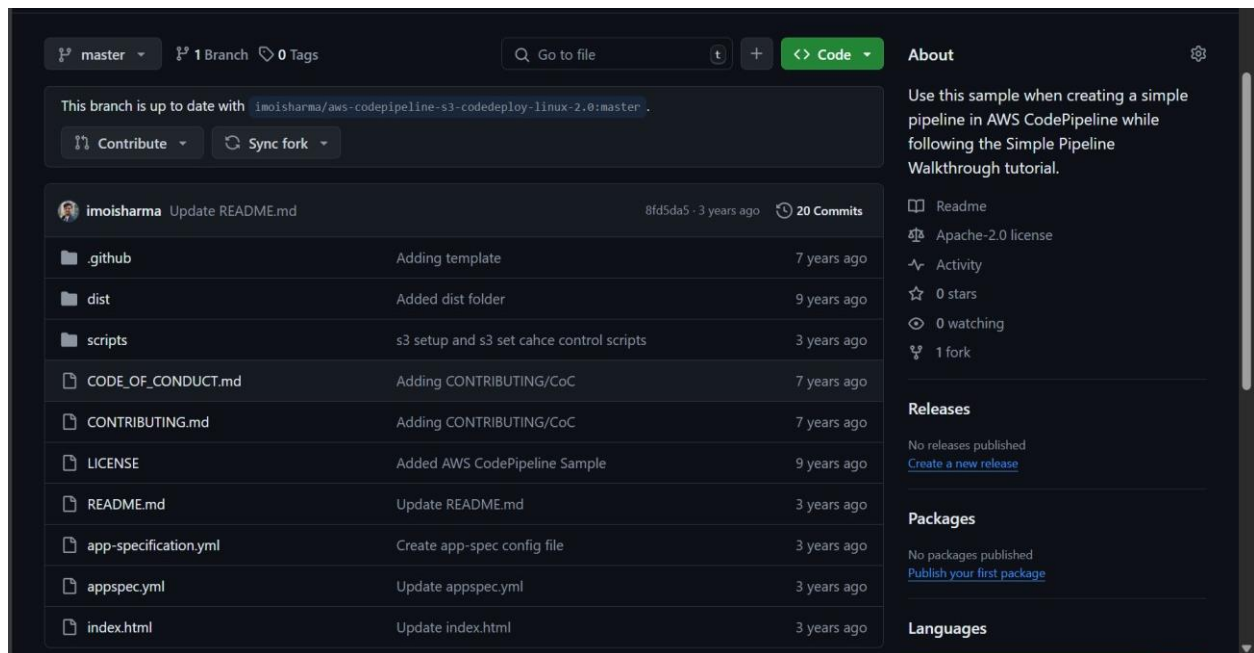 master 1 Branch 0 Tags Go to file t + Code
This branch is up to date with imoisharma/aws-codepipeline-s3-codedeploy-linux-2.0:master .
Contribute Sync fork
imoisharma Update README.md 8fd5da5 · 3 years ago 20 Commits
.github Adding template 7 years ago
dist Added dist folder 9 years ago
scripts s3 setup and s3 set cahce control scripts 3 years ago
CODE_OF_CONDUCT.md Adding CONTRIBUTING/CoC 7 years ago
CONTRIBUTING.md Adding CONTRIBUTING/CoC 7 years ago
LICENSE Added AWS CodePipeline Sample 9 years ago
README.md Update README.md 3 years ago
app-specification.yml Create app-spec config file 3 years ago
appspec.yml Update appspec.yml 3 years ago
index.html Update index.html 3 years ago
About
Use this sample when creating a simple
pipeline in AWS CodePipeline while
following the Simple Pipeline
Walkthrough tutorial.
Readme
Apache-2.0 license
Activity
0 stars
0 watching
1 fork
Releases
No releases published
Create a new release
Packages
No packages published
Publish your first package
Languages